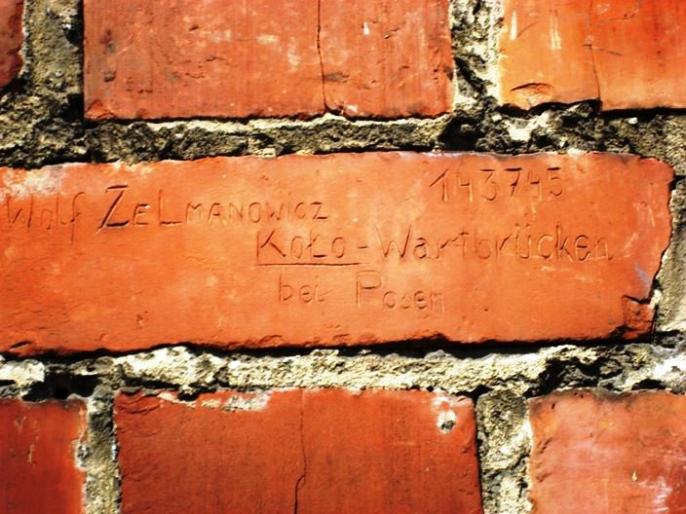 143745
Wolf Zelmanowicz
Koło-Wartbrücken
bei Posen